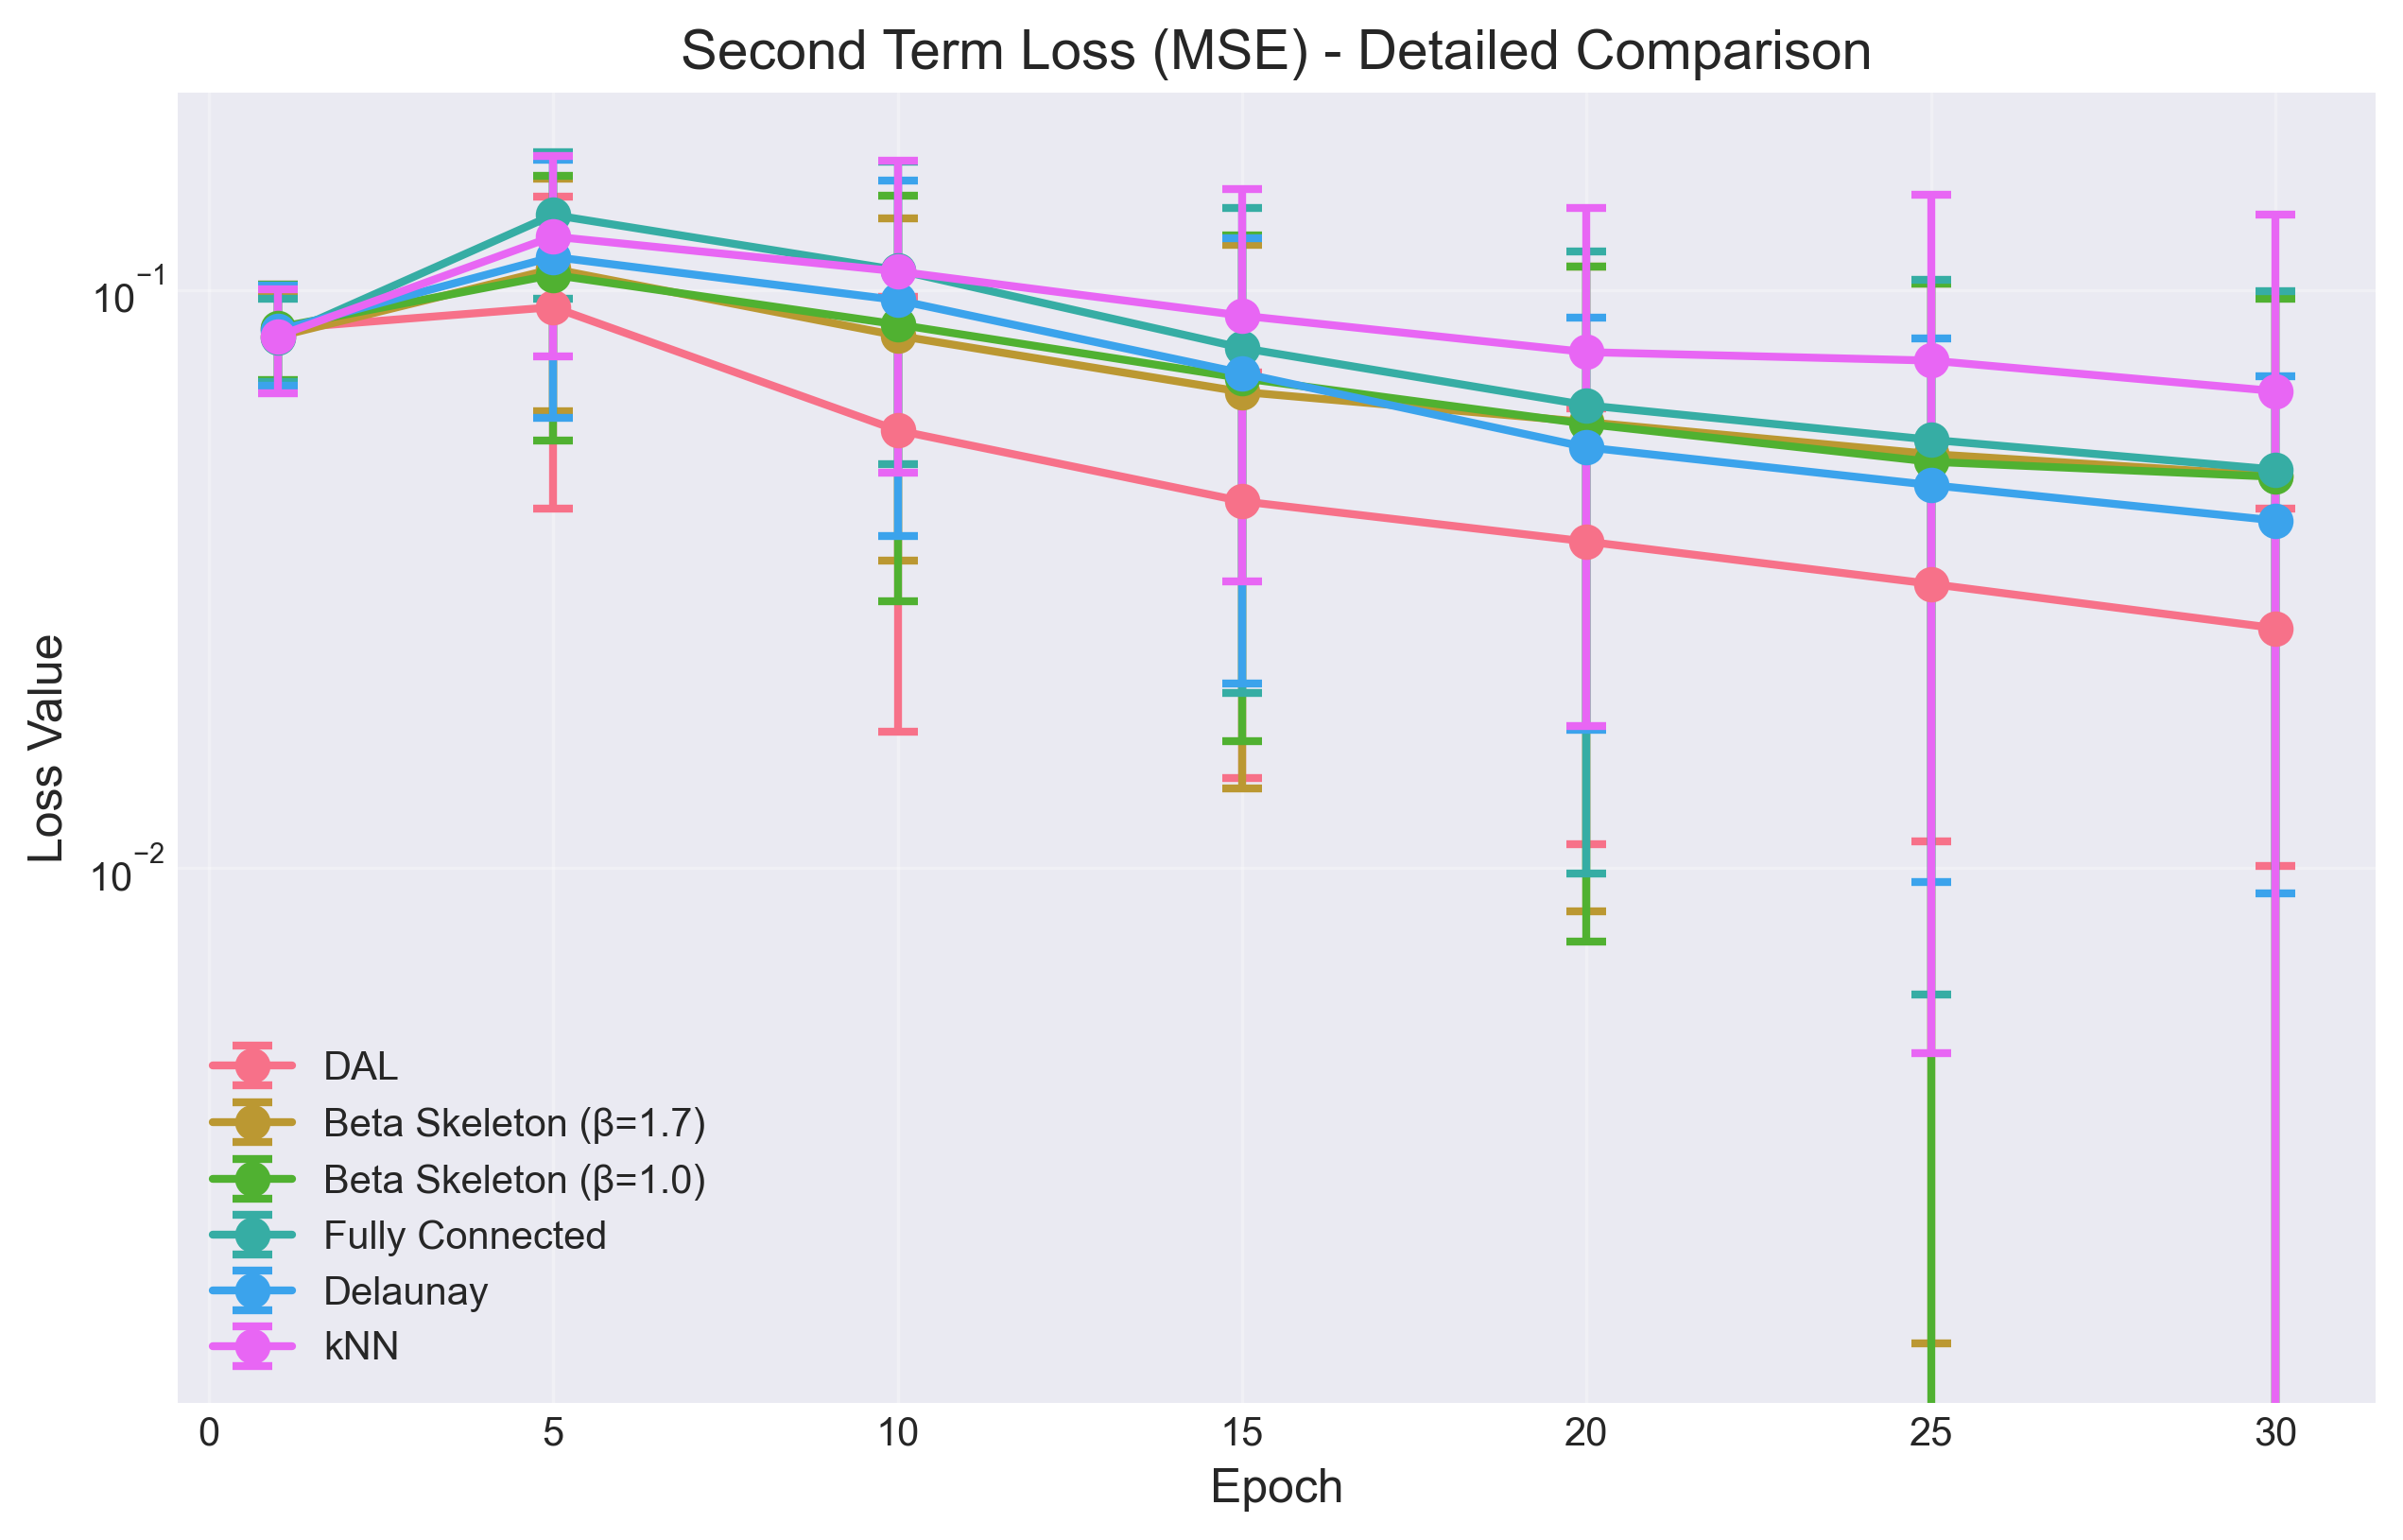 Second Term Loss (MSE) - Detailed Comparison
Loss Value
10⁻¹
10⁻²
DAL
Beta Skeleton (β=1.7)
Beta Skeleton (β=1.0)
Fully Connected
Delaunay
kNN
0 5 10 15 20 25 30
Epoch